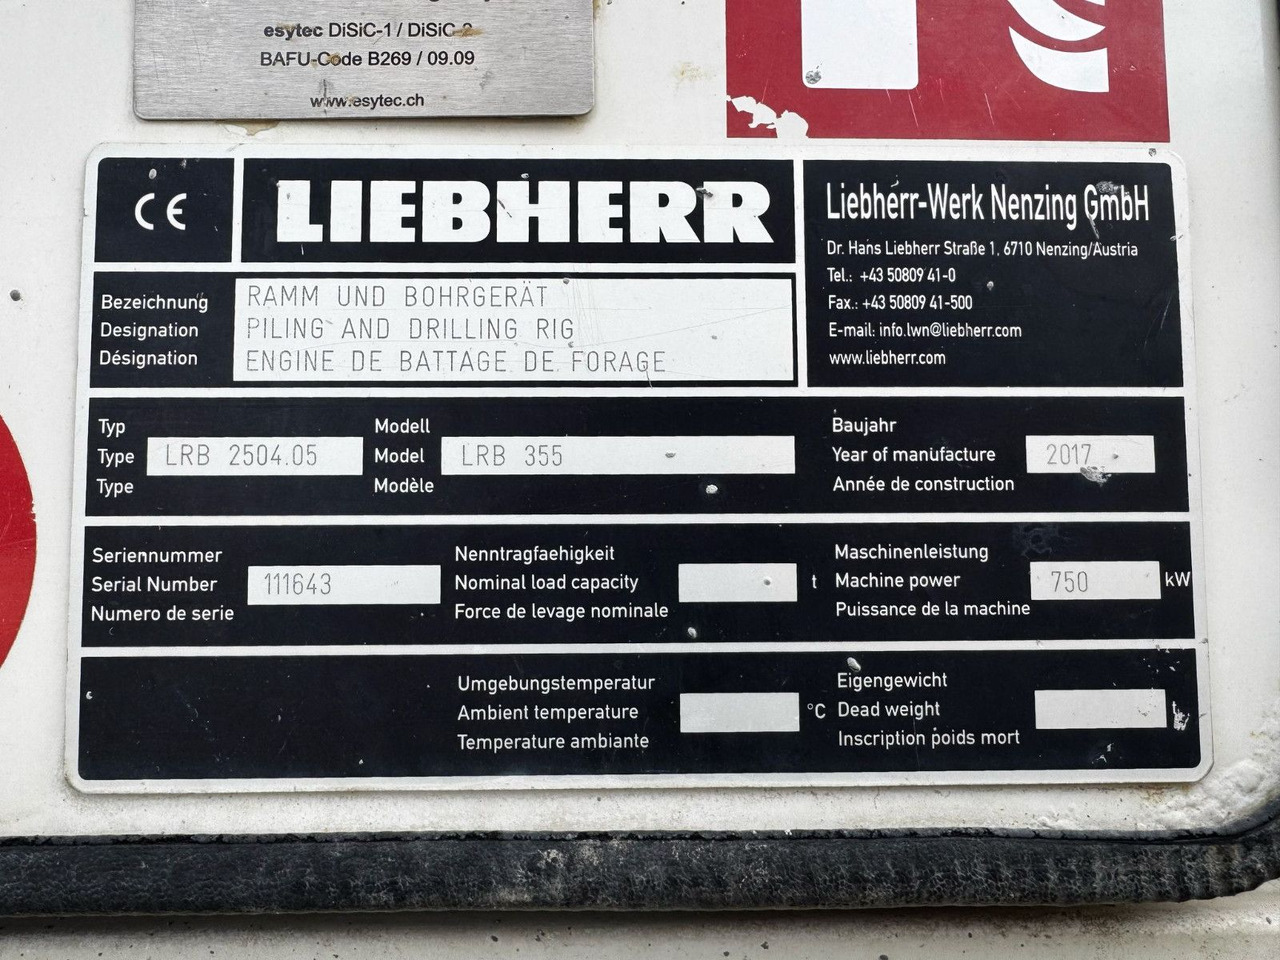 esytec DiSiC-1 / DiSiC-2
BAFU-Code B269 / 09.09
www.esytec.ch
CE
LIEBHERR
Liebherr-Werk Nenzing GmbH
Dr. Hans Liebherr Straße 1, 6710 Nenzing/Austria
Tel.: +43 50809 41-0
Fax.: +43 50809 41-500
E-mail: info.lwn@liebherr.com
www.liebherr.com
Bezeichnung RAMM UND BOHRGERÄT
Designation PILING AND DRILLING RIG
Désignation ENGINE DE BATTAGE DE FORAGE
Typ
Type LRB 2504.05
Type
Modell
Model LRB 355
Modèle
Baujahr
Year of manufacture 2017
Année de construction
Seriennummer
Serial Number 111643
Numero de serie
Nenntragfaehigkeit
Nominal load capacity t
Force de levage nominale
Maschinenleistung
Machine power 750 kW
Puissance de la machine
Umgebungstemperatur
Ambient temperature °C
Temperature ambiante
Eigengewicht
Dead weight t
Inscription poids mort